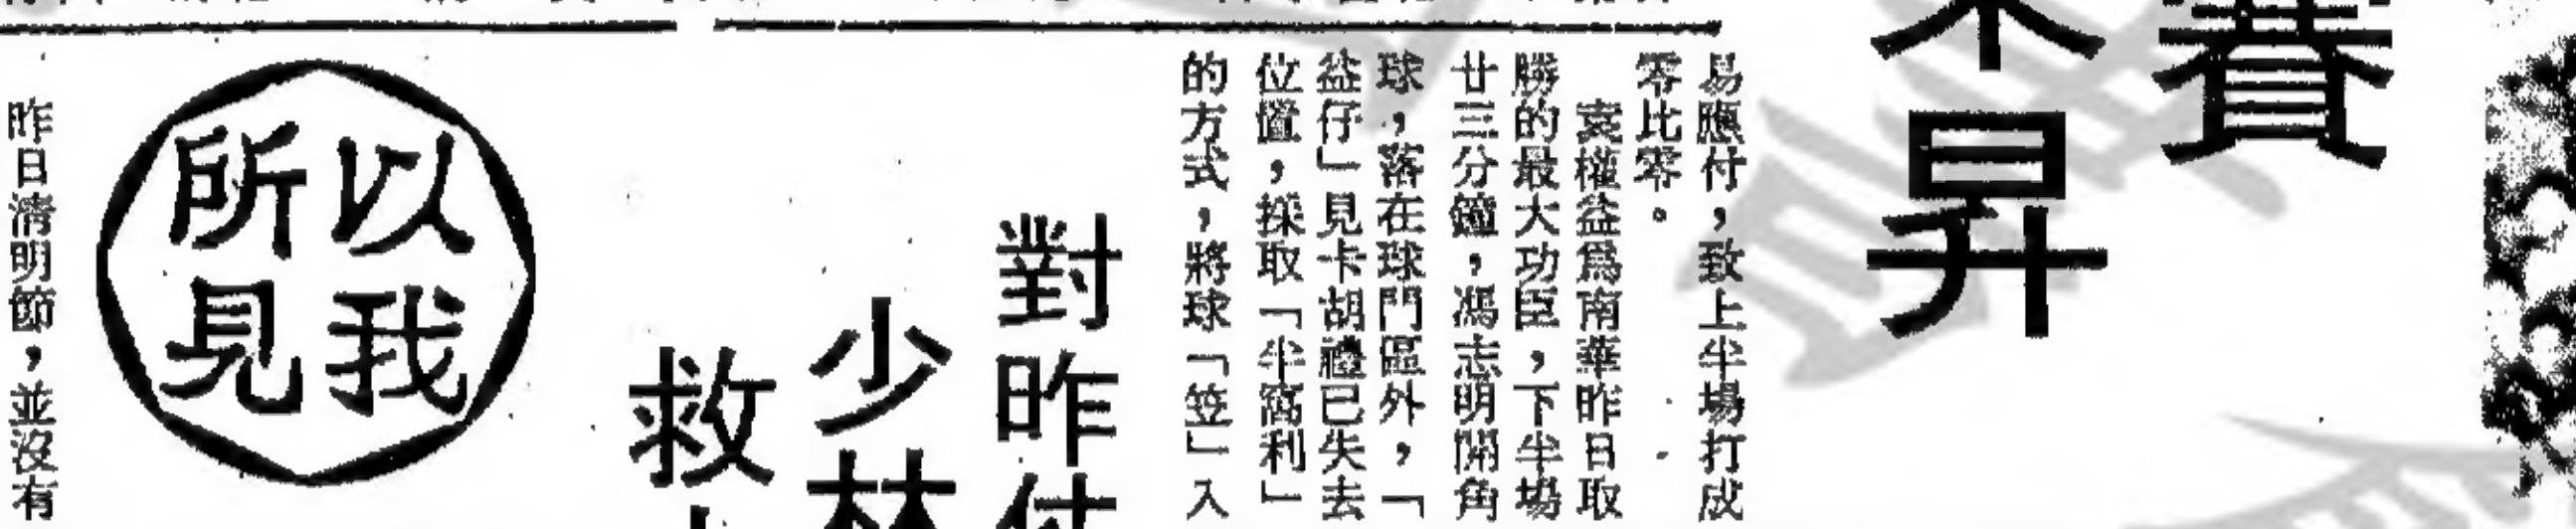 昇
易應付，致上半場打成
零比零。
袁權益爲南華昨日取
勝的最大功臣，下半場
廿三分鐘，馮志明開角
球，落在球門區外，「
益仔」見卡胡禮已失去
位置，採取「半窩利」
的方式，將球「笠」入
對昨
少林
救
以我
所見
昨日清明節，並沒有